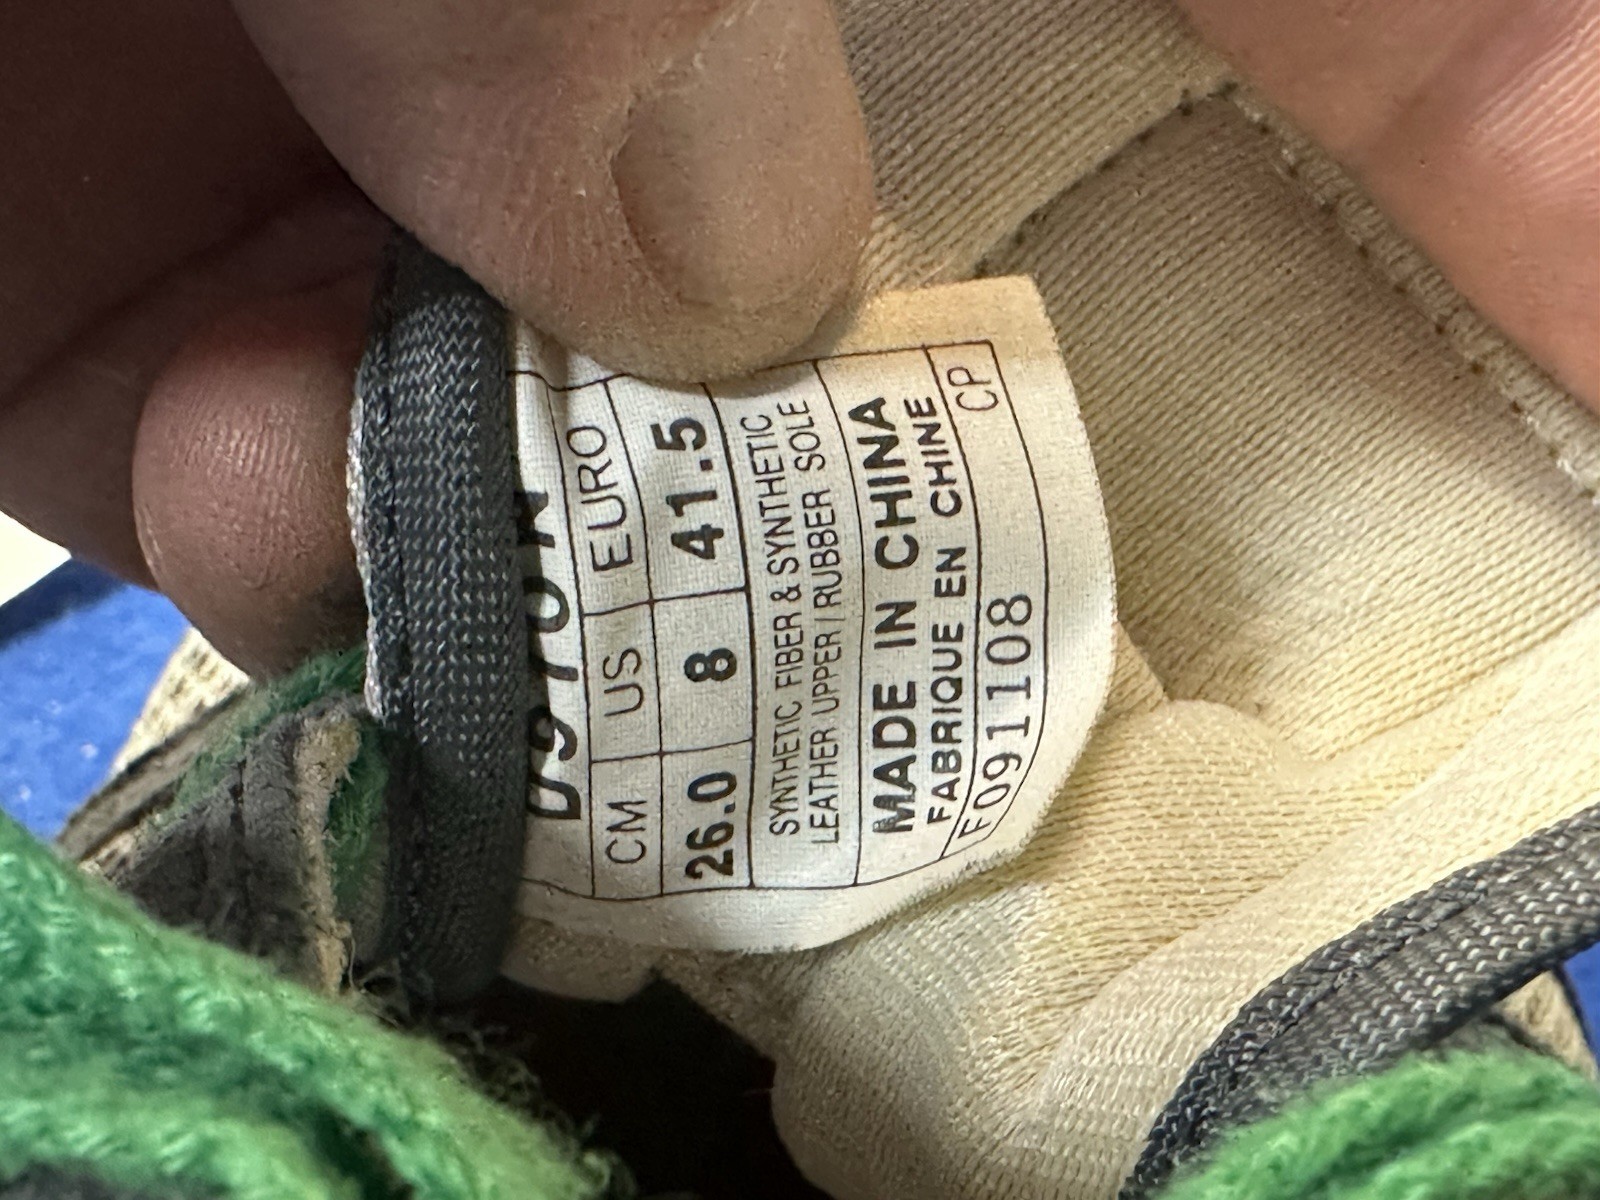 CM US EURO
26.0 8 41.5
SYNTHETIC FIBER & SYNTHETIC
LEATHER UPPER / RUBBER SOLE
MADE IN CHINA
FABRIQUE EN CHINE
F091108 CP